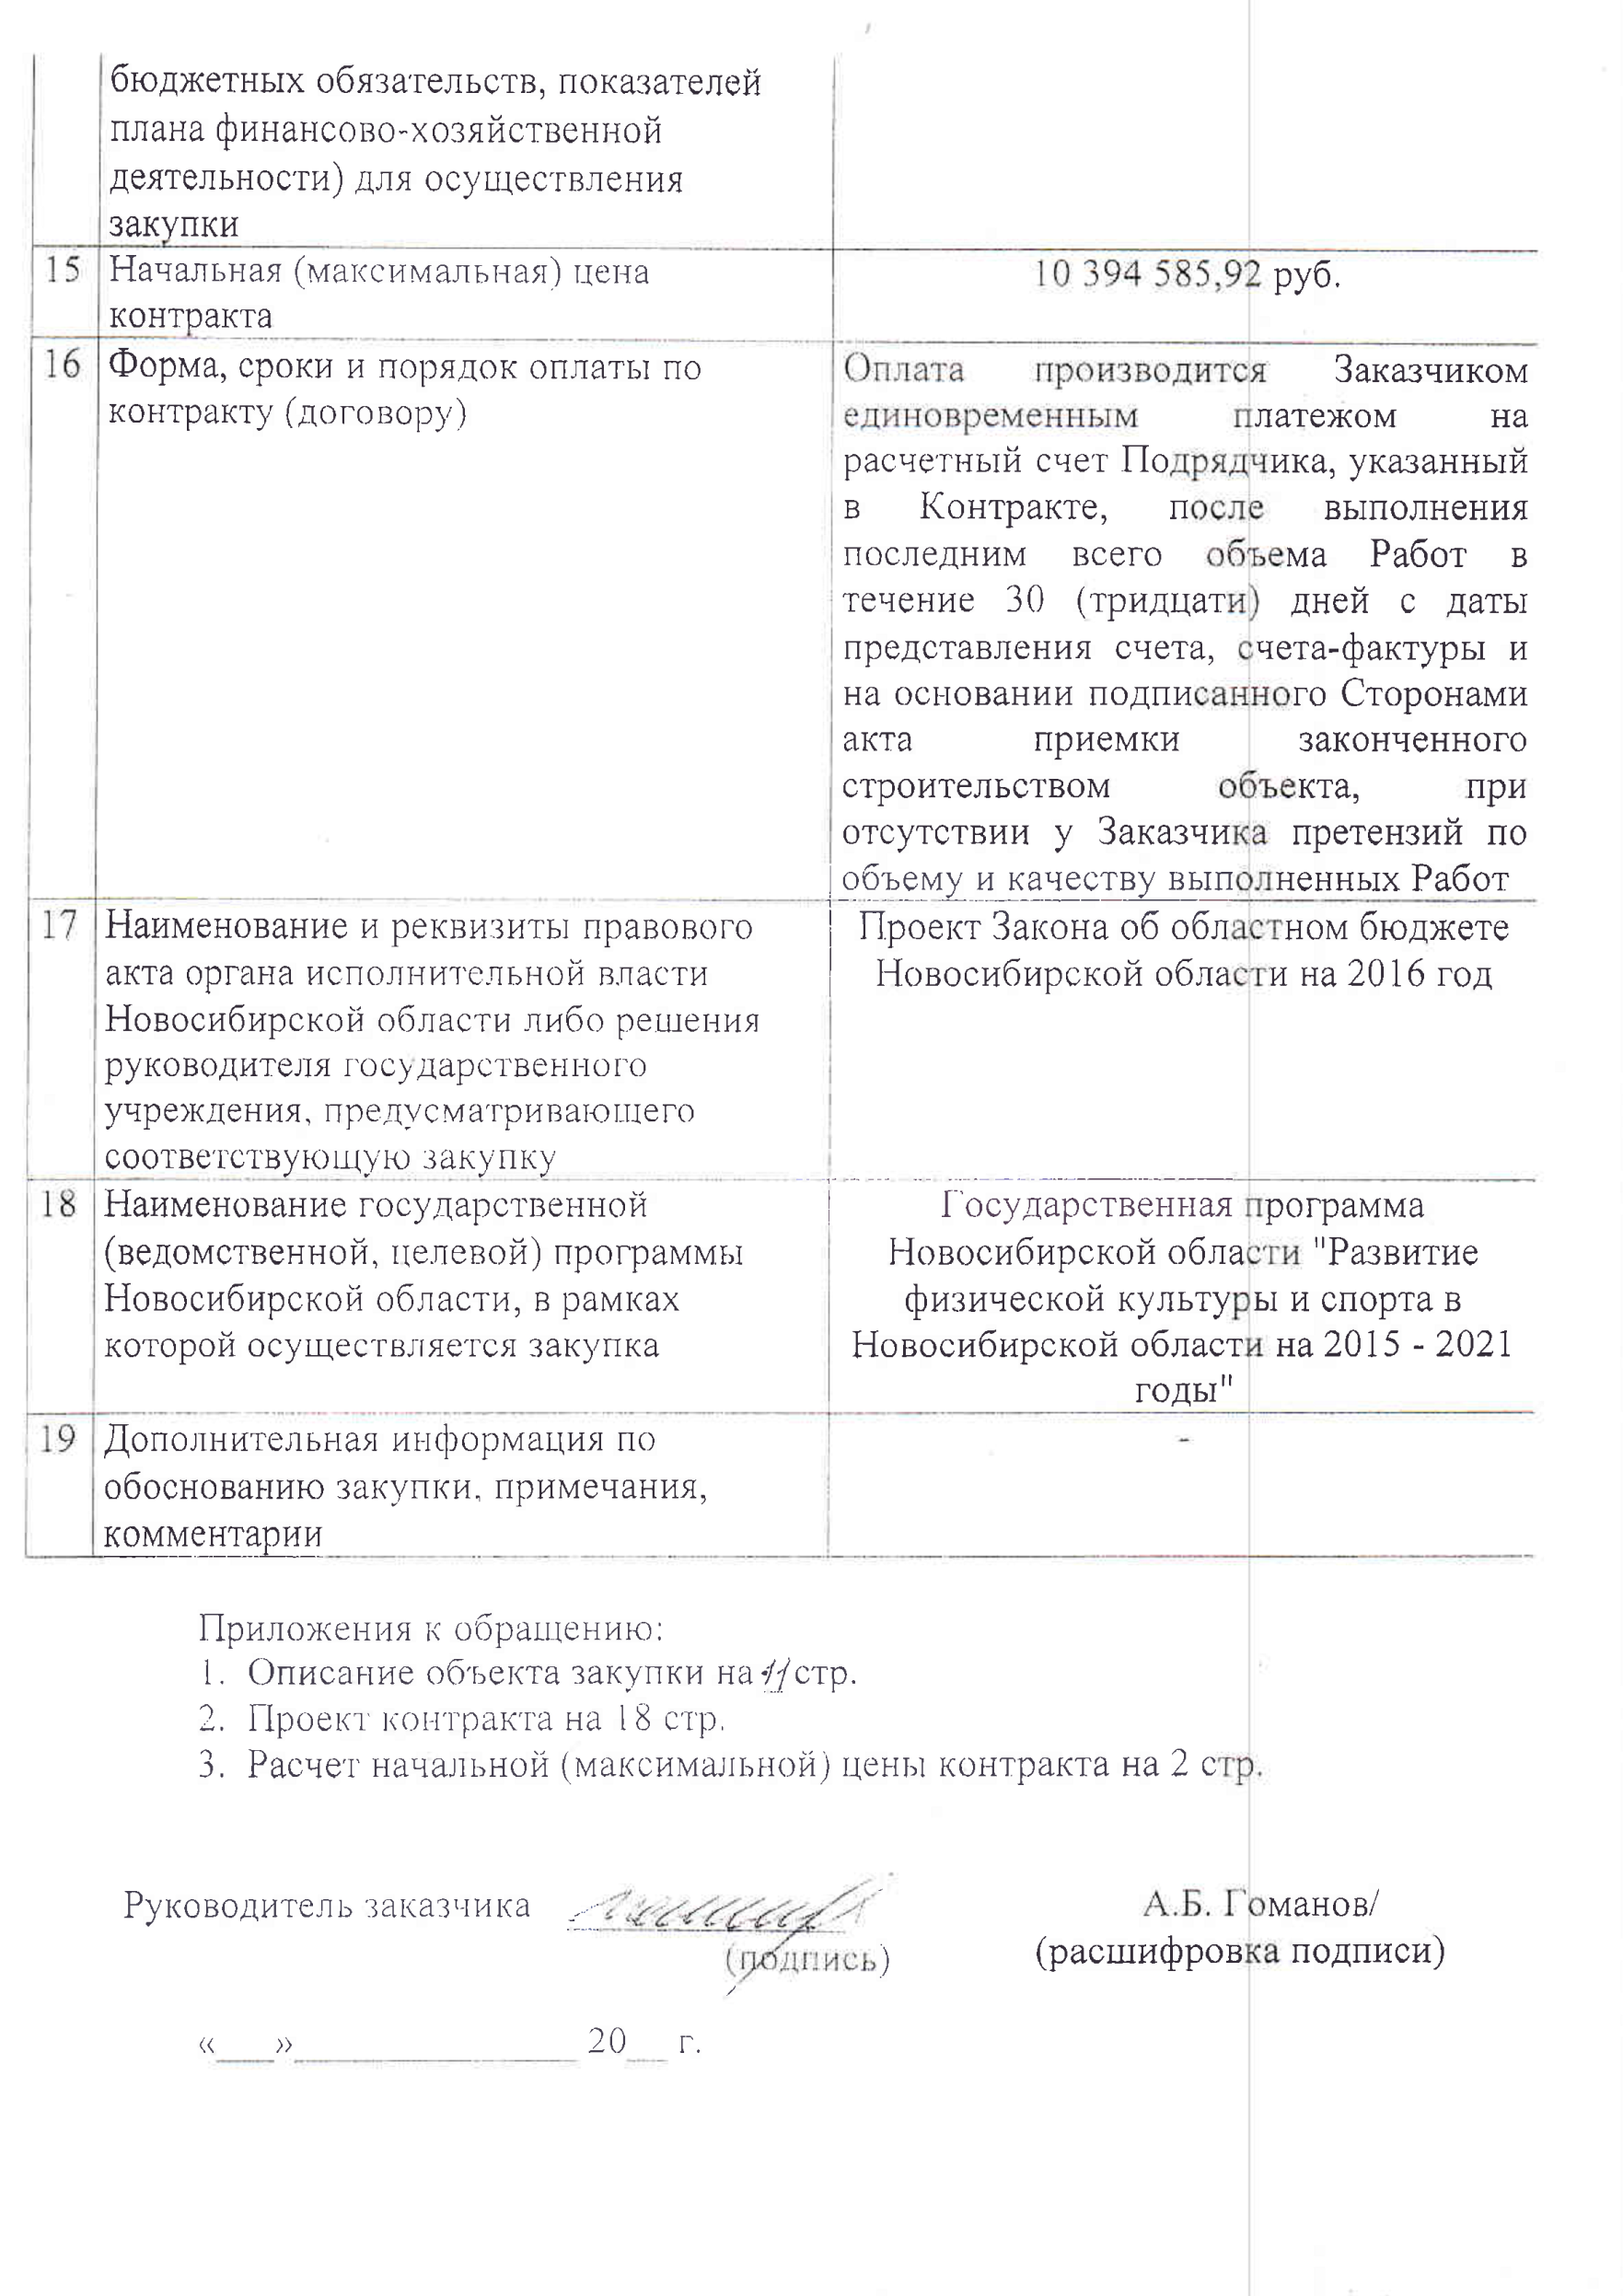 бюджетных обязательств, показателей
плана финансово-хозяйственной
деятельности) для осуществления
закупки
15 Начальная (максимальная) цена
контракта
10 394 585,92 руб.
16 Форма, сроки и порядок оплаты по
контракту (договору)
Оплата производится Заказчиком
единовременным платежом на
расчетный счет Подрядчика, указанный
в Контракте, после выполнения
последним всего объема Работ в
течение 30 (тридцати) дней с даты
представления счета, счета-фактуры и
на основании подписанного Сторонами
акта приемки законченного
строительством объекта, при
отсутствии у Заказчика претензий по
объему и качеству выполненных Работ
17 Наименование и реквизиты правового
акта органа исполнительной власти
Новосибирской области либо решения
руководителя государственного
учреждения, предусматривающего
соответствующую закупку
Проект Закона об областном бюджете
Новосибирской области на 2016 год
18 Наименование государственной
(ведомственной, целевой) программы
Новосибирской области, в рамках
которой осуществляется закупка
Государственная программа
Новосибирской области "Развитие
физической культуры и спорта в
Новосибирской области на 2015 - 2021
годы"
19 Дополнительная информация по
обоснованию закупки, примечания,
комментарии
-
Приложения к обращению:
1. Описание объекта закупки на 11 стр.
2. Проект контракта на 18 стр.
3. Расчет начальной (максимальной) цены контракта на 2 стр.
Руководитель заказчика
А.Б. Гоманов/
(подпись)
(расшифровка подписи)
«___»_______________ 20__ г.